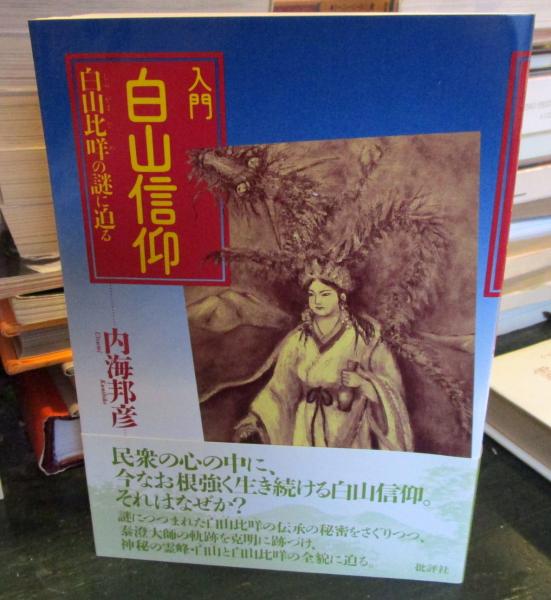 入門
白山信仰
白山比咩の謎に迫る
内海邦彦
民衆の心の中に、
今なお根強く生き続ける白山信仰。
それはなぜか？
謎につつまれた白山比咩の伝承の秘密をさぐりつつ、
泰澄大師の軌跡を克明に跡づけ、
神秘の霊峰・白山と白山比咩の全貌に迫る。
批評社